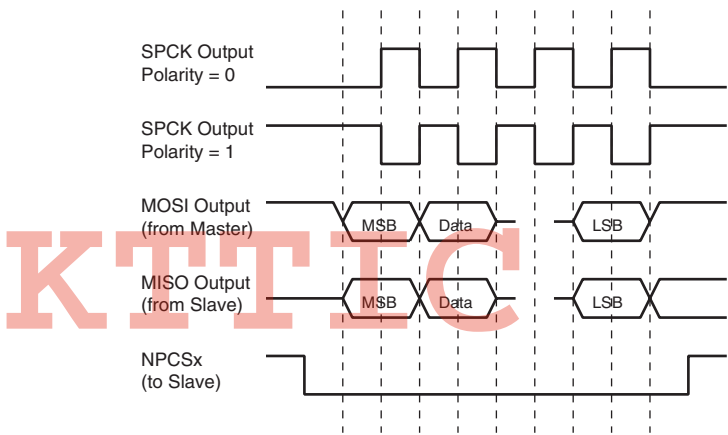 SPCK Output
Polarity = 0
SPCK Output
Polarity = 1
MOSI Output
(from Master)
MSB
Data
LSB
MISO Output
(from Slave)
MSB
Data
LSB
NPCSx
(to Slave)
KTTIC